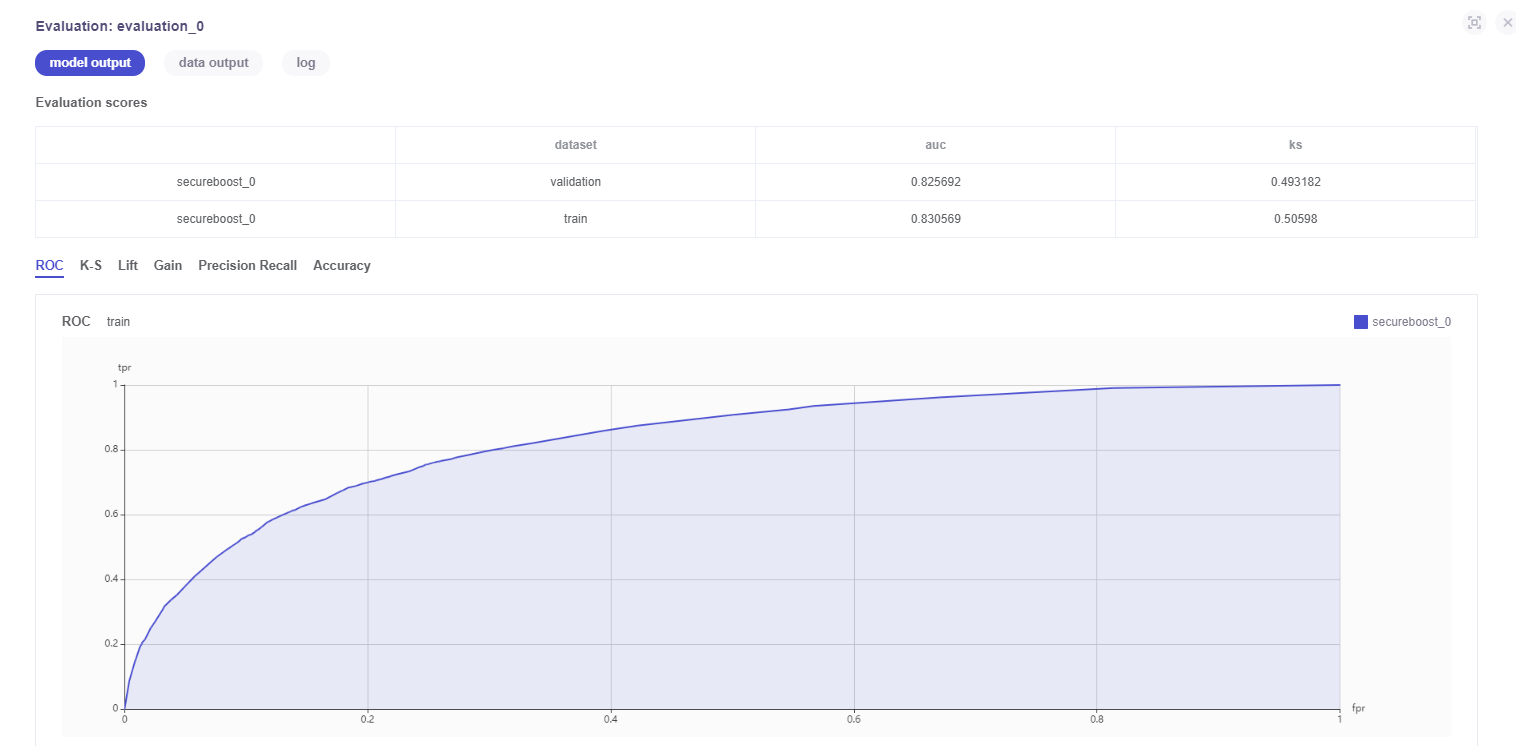 Evaluation: evaluation_0
model output data output log
Evaluation scores
dataset auc ks
secureboost_0 validation 0.825692 0.493182
secureboost_0 train 0.830569 0.50598
ROC K-S Lift Gain Precision Recall Accuracy
ROC train secureboost_0
tpr
1
0.8
0.6
0.4
0.2
0
fpr
0 0.2 0.4 0.6 0.8 1